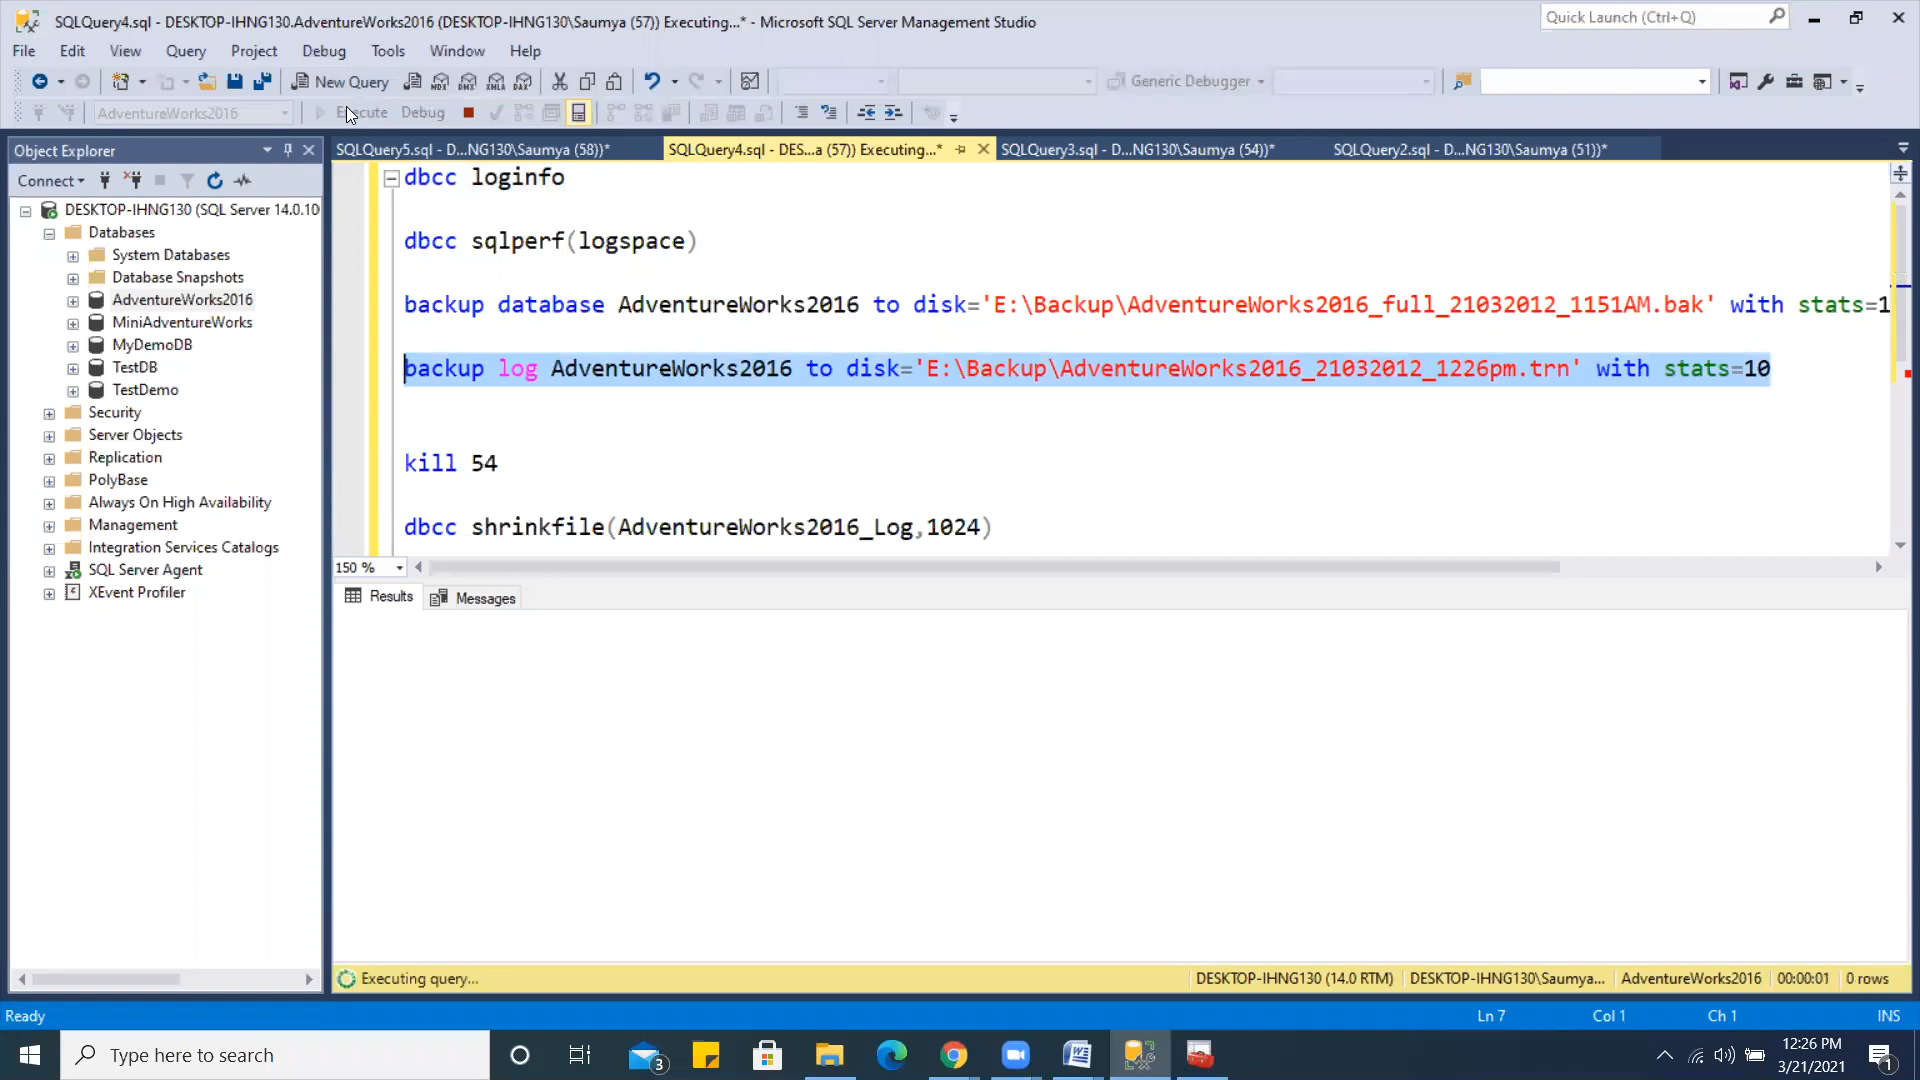 SQLQuery4.sql - DESKTOP-IHNG130.AdventureWorks2016 (DESKTOP-IHNG130\Saumya (57)) Executing...* - Microsoft SQL Server Management Studio
Quick Launch (Ctrl+Q)
File Edit View Query Project Debug Tools Window Help
New Query
MDX DMX XMLA DAX
Generic Debugger
AdventureWorks2016
Execute Debug
Object Explorer
SQLQuery5.sql - D...NG130\Saumya (58))*
SQLQuery4.sql - DES...a (57)) Executing...*
SQLQuery3.sql - D...NG130\Saumya (54))*
SQLQuery2.sql - D...NG130\Saumya (51))*
Connect
DESKTOP-IHNG130 (SQL Server 14.0.10
Databases
System Databases
Database Snapshots
AdventureWorks2016
MiniAdventureWorks
MyDemoDB
TestDB
TestDemo
Security
Server Objects
Replication
PolyBase
Always On High Availability
Management
Integration Services Catalogs
SQL Server Agent
XEvent Profiler
dbcc loginfo
dbcc sqlperf(logspace)
backup database AdventureWorks2016 to disk='E:\Backup\AdventureWorks2016_full_21032012_1151AM.bak' with stats=1
backup log AdventureWorks2016 to disk='E:\Backup\AdventureWorks2016_21032012_1226pm.trn' with stats=10
kill 54
dbcc shrinkfile(AdventureWorks2016_Log,1024)
150 %
Results Messages
Executing query...
DESKTOP-IHNG130 (14.0 RTM) DESKTOP-IHNG130\Saumya... AdventureWorks2016 00:00:01 0 rows
Ready
Ln 7 Col 1 Ch 1 INS
Type here to search
3
12:26 PM
3/21/2021
1